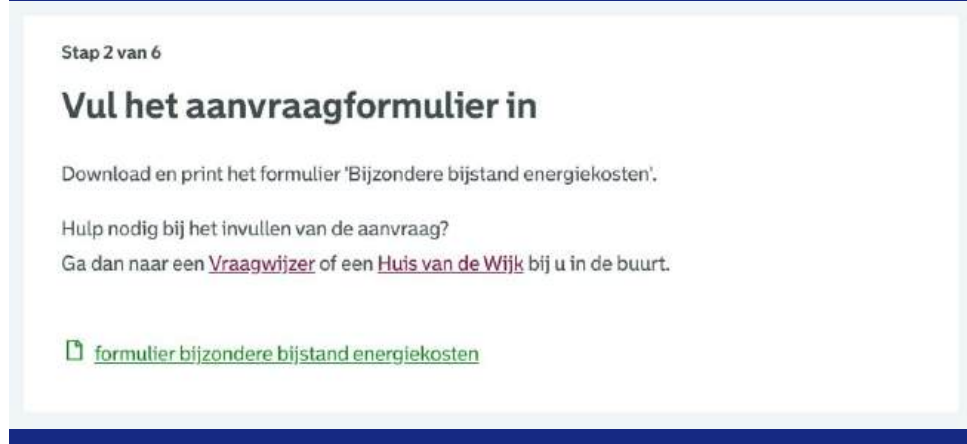 Stap 2 van 6
Vul het aanvraagformulier in
Download en print het formulier 'Bijzondere bijstand energiekosten'.
Hulp nodig bij het invullen van de aanvraag?
Ga dan naar een Vraagwijzer of een Huis van de Wijk bij u in de buurt.
formulier bijzondere bijstand energiekosten